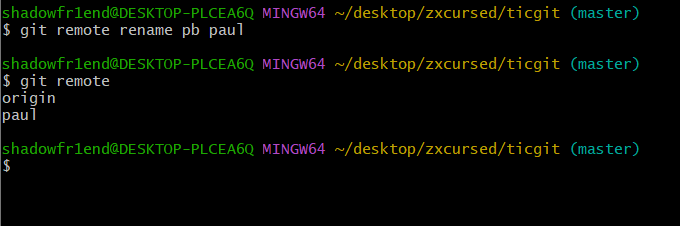 shadowfr1end@DESKTOP-PLCEA6Q MINGW64 ~/desktop/zxcursed/ticgit (master)
$ git remote rename pb paul
shadowfr1end@DESKTOP-PLCEA6Q MINGW64 ~/desktop/zxcursed/ticgit (master)
$ git remote
origin
paul
shadowfr1end@DESKTOP-PLCEA6Q MINGW64 ~/desktop/zxcursed/ticgit (master)
$